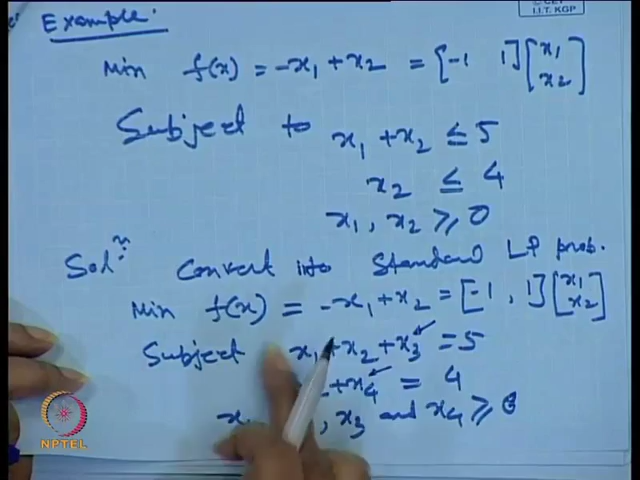 I.I.T. KGP
Example.
Min f(x) = -x₁ + x₂ = [-1 1] [x₁ x₂]
Subject to x₁ + x₂ ≤ 5
x₂ ≤ 4
x₁, x₂ ≥ 0
Solⁿ: Convert into Standard LP prob.
Min f(x) = -x₁ + x₂ = [-1, 1] [x₁ x₂]
Subject x₁ + x₂ + x₃ = 5
+ x₄ = 4
, x₃ and x₄ ≥ 0
NPTEL